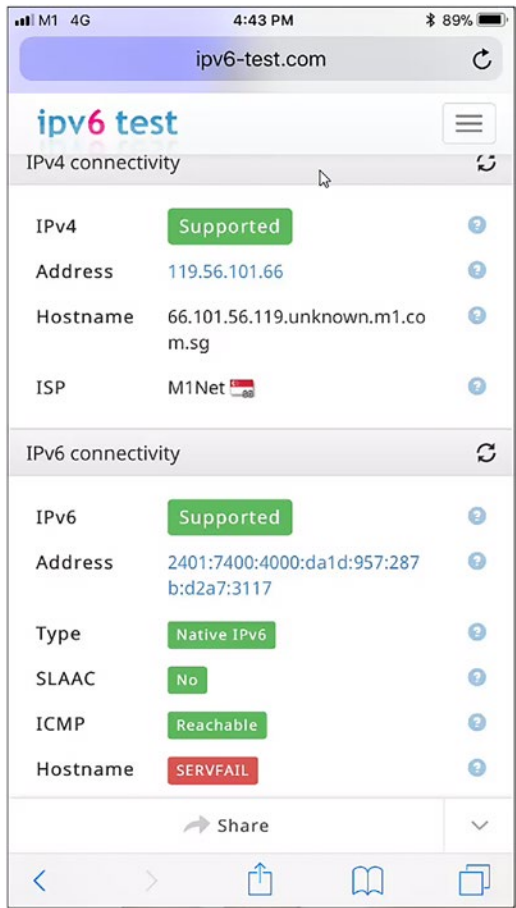 M1 4G 4:43 PM 89%
ipv6-test.com
ipv6 test
IPv4 connectivity
IPv4 Supported
Address 119.56.101.66
Hostname 66.101.56.119.unknown.m1.co
m.sg
ISP M1Net
IPv6 connectivity
IPv6 Supported
Address 2401:7400:4000:da1d:957:287
b:d2a7:3117
Type Native IPv6
SLAAC No
ICMP Reachable
Hostname SERVFAIL
Share